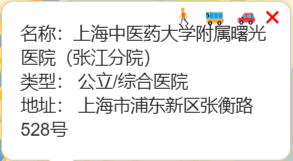 名称：上海中医药大学附属曙光
医院（张江分院）
类型： 公立/综合医院
地址： 上海市浦东新区张衡路
528号